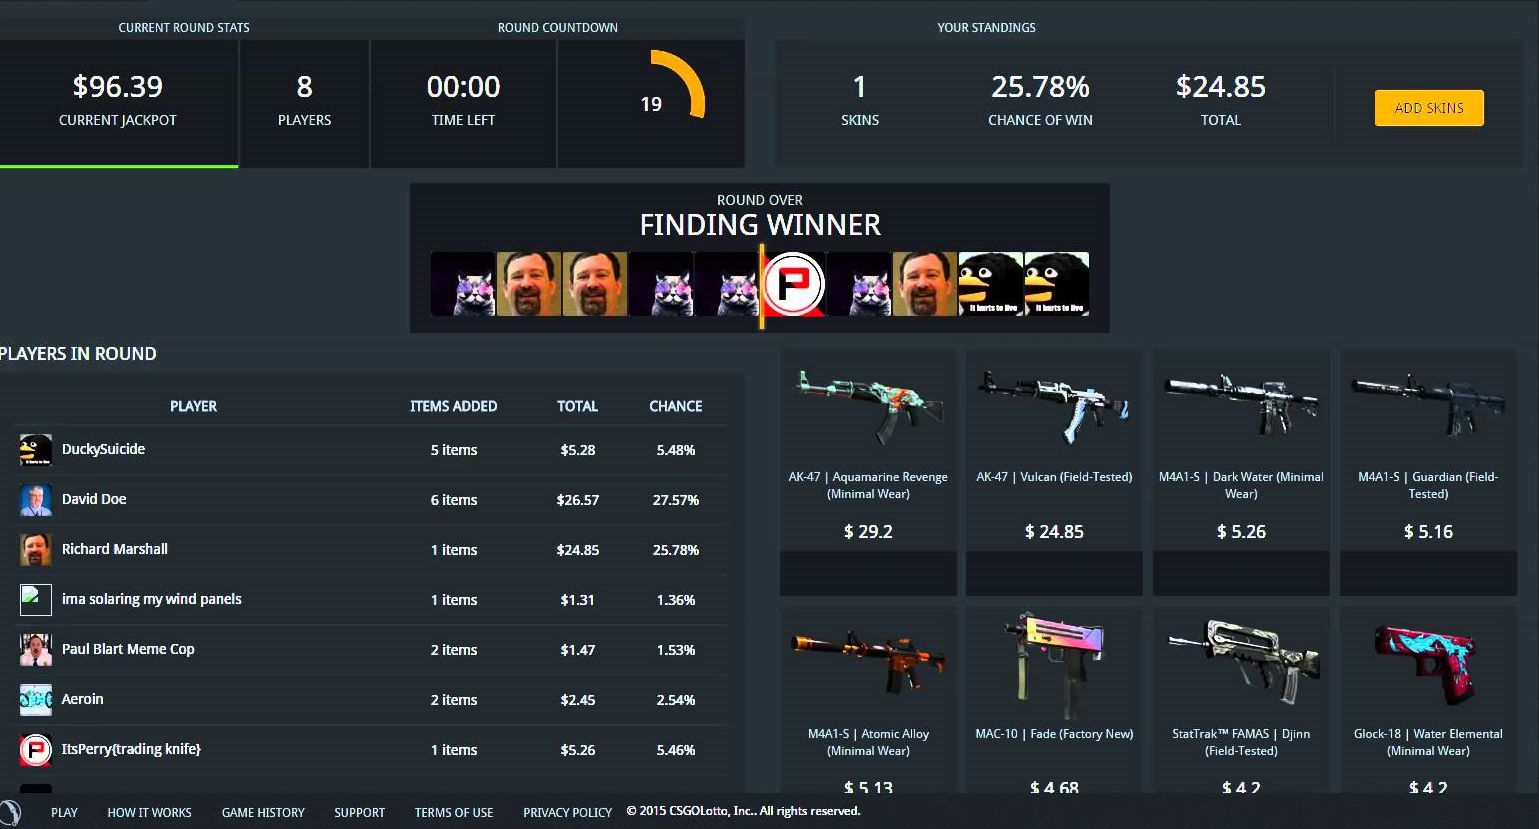 CURRENT ROUND STATS
ROUND COUNTDOWN
YOUR STANDINGS
$96.39
CURRENT JACKPOT
8
PLAYERS
00:00
TIME LEFT
19
1
SKINS
25.78%
CHANCE OF WIN
$24.85
TOTAL
ADD SKINS
ROUND OVER
FINDING WINNER
P
It hurts to live
It hurts to live
PLAYERS IN ROUND
PLAYER ITEMS ADDED TOTAL CHANCE
DuckySuicide 5 items $5.28 5.48%
David Doe 6 items $26.57 27.57%
Richard Marshall 1 items $24.85 25.78%
ima solaring my wind panels 1 items $1.31 1.36%
Paul Blart Meme Cop 2 items $1.47 1.53%
Aeroin 2 items $2.45 2.54%
ItsPerry{trading knife} 1 items $5.26 5.46%
AK-47 | Aquamarine Revenge
(Minimal Wear)
$ 29.2
AK-47 | Vulcan (Field-Tested)
$ 24.85
M4A1-S | Dark Water (Minimal
Wear)
$ 5.26
M4A1-S | Guardian (Field-
Tested)
$ 5.16
M4A1-S | Atomic Alloy
(Minimal Wear)
$ 5.13
MAC-10 | Fade (Factory New)
$ 4.68
StatTrak™ FAMAS | Djinn
(Field-Tested)
$ 4.2
Glock-18 | Water Elemental
(Minimal Wear)
$ 4.2
PLAY HOW IT WORKS GAME HISTORY SUPPORT TERMS OF USE PRIVACY POLICY © 2015 CSGOLotto, Inc.. All rights reserved.